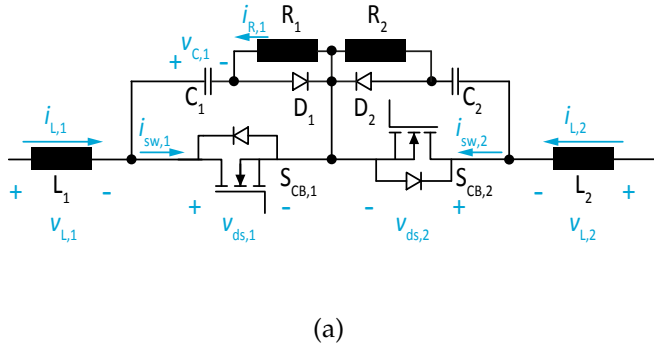 i_R,1 R_1 R_2
v_C,1
+ -
C_1 D_1 D_2 C_2
i_L,1 i_sw,1 i_sw,2 i_L,2
+ L_1 - + S_CB,1 - - S_CB,2 + - L_2 +
v_L,1 v_ds,1 v_ds,2 v_L,2
(a)